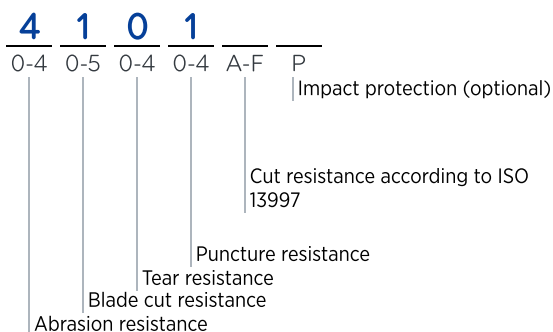 4 1 0 1
0-4 0-5 0-4 0-4 A-F P
Impact protection (optional)
Cut resistance according to ISO
13997
Puncture resistance
Tear resistance
Blade cut resistance
Abrasion resistance